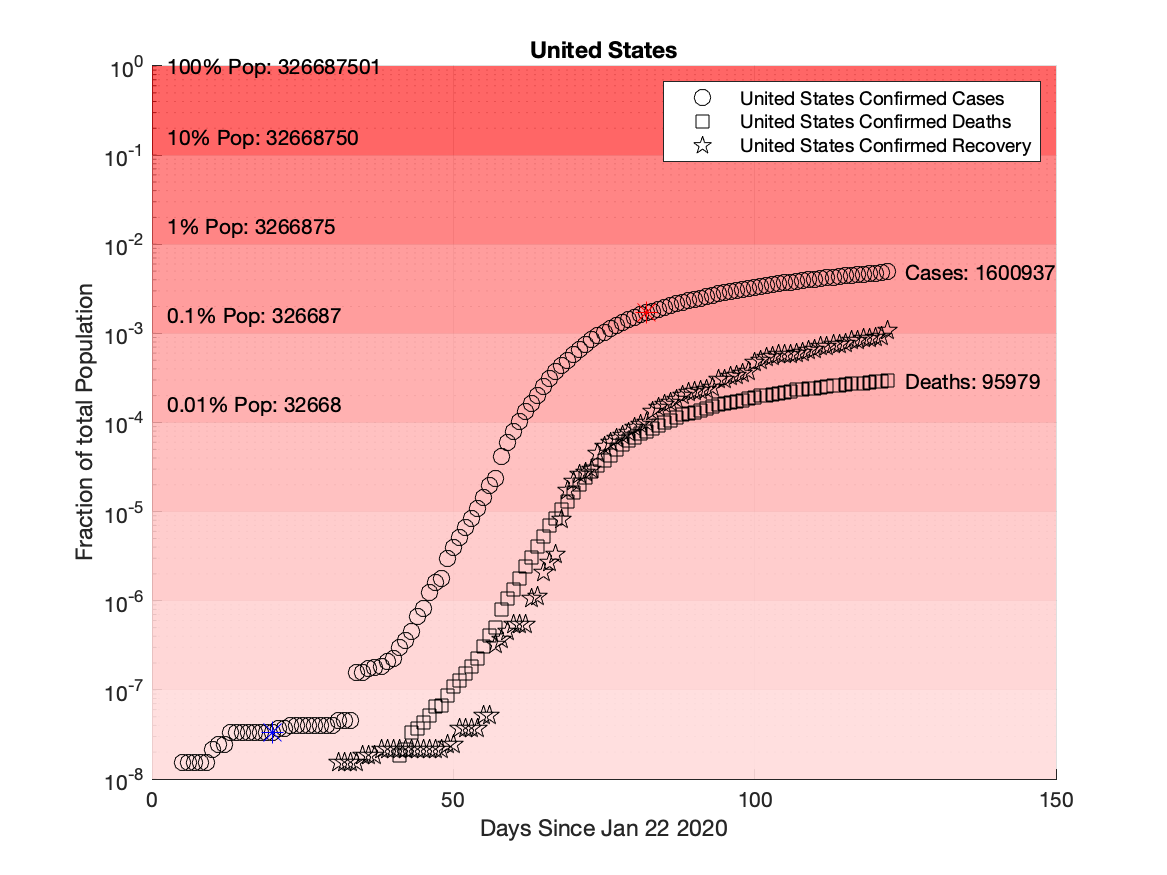 United States
10^0
100% Pop: 326687501
United States Confirmed Cases
United States Confirmed Deaths
United States Confirmed Recovery
10% Pop: 32668750
10^-1
1% Pop: 3266875
10^-2
Cases: 1600937
0.1% Pop: 326687
10^-3
Deaths: 95979
0.01% Pop: 32668
10^-4
10^-5
10^-6
10^-7
10^-8
Fraction of total Population
0 50 100 150
Days Since Jan 22 2020